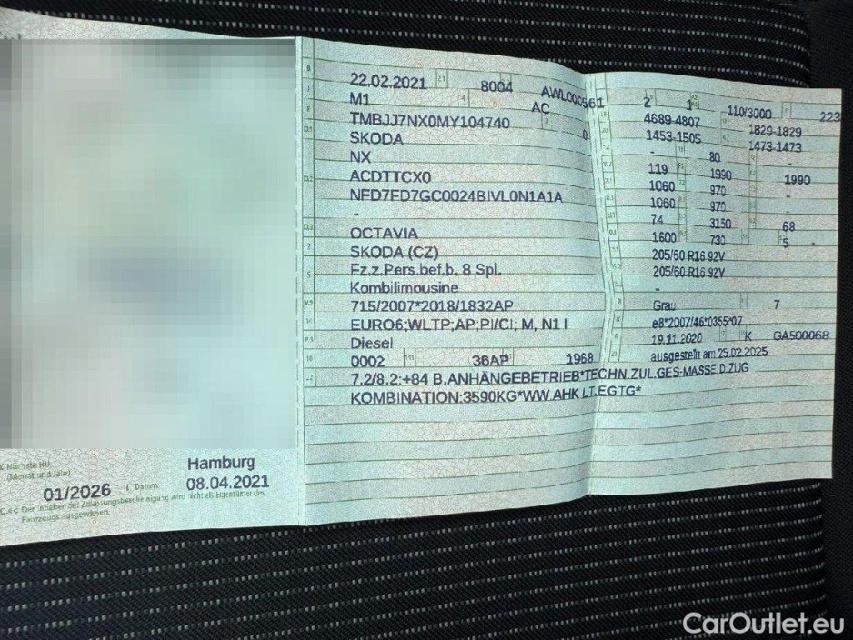 Hamburg
01/2026
08.04.2021
22.02.2021 8004 AWL000561
M1 AC
TMBJJ7NX0MY104740 0
SKODA
NX
ACDTTCX0
NFD7FD7GC0024BIVL0N1A1A
-
OCTAVIA
SKODA (CZ)
Fz.z.Pers.bef.b. 8 Spl.
Kombilimousine
715/2007*2018/1832AP
EURO6;WLTP;AP;PI/CI; M, N1 I
Diesel
0002 36AP 1968
7.2/8.2:+84 B.ANHÄNGEBETRIEB*TECHN.ZUL.GES-MASSE D.ZUG
KOMBINATION:3590KG*WW.AHK LT.EGTG*
2 1 110/3000 223
4689-4807 1829-1829
1453-1505 1473-1473
- 80 -
119 1990 1990
1060 970 -
1060 970 -
74 3150 68
1600 730 5 -
205/60 R16 92V
205/60 R16 92V
-
Grau 7
e8*2007/46*0355*07
19.11.2020 K GA500068
ausgestellt am 25.02.2025
CarOutlet.eu